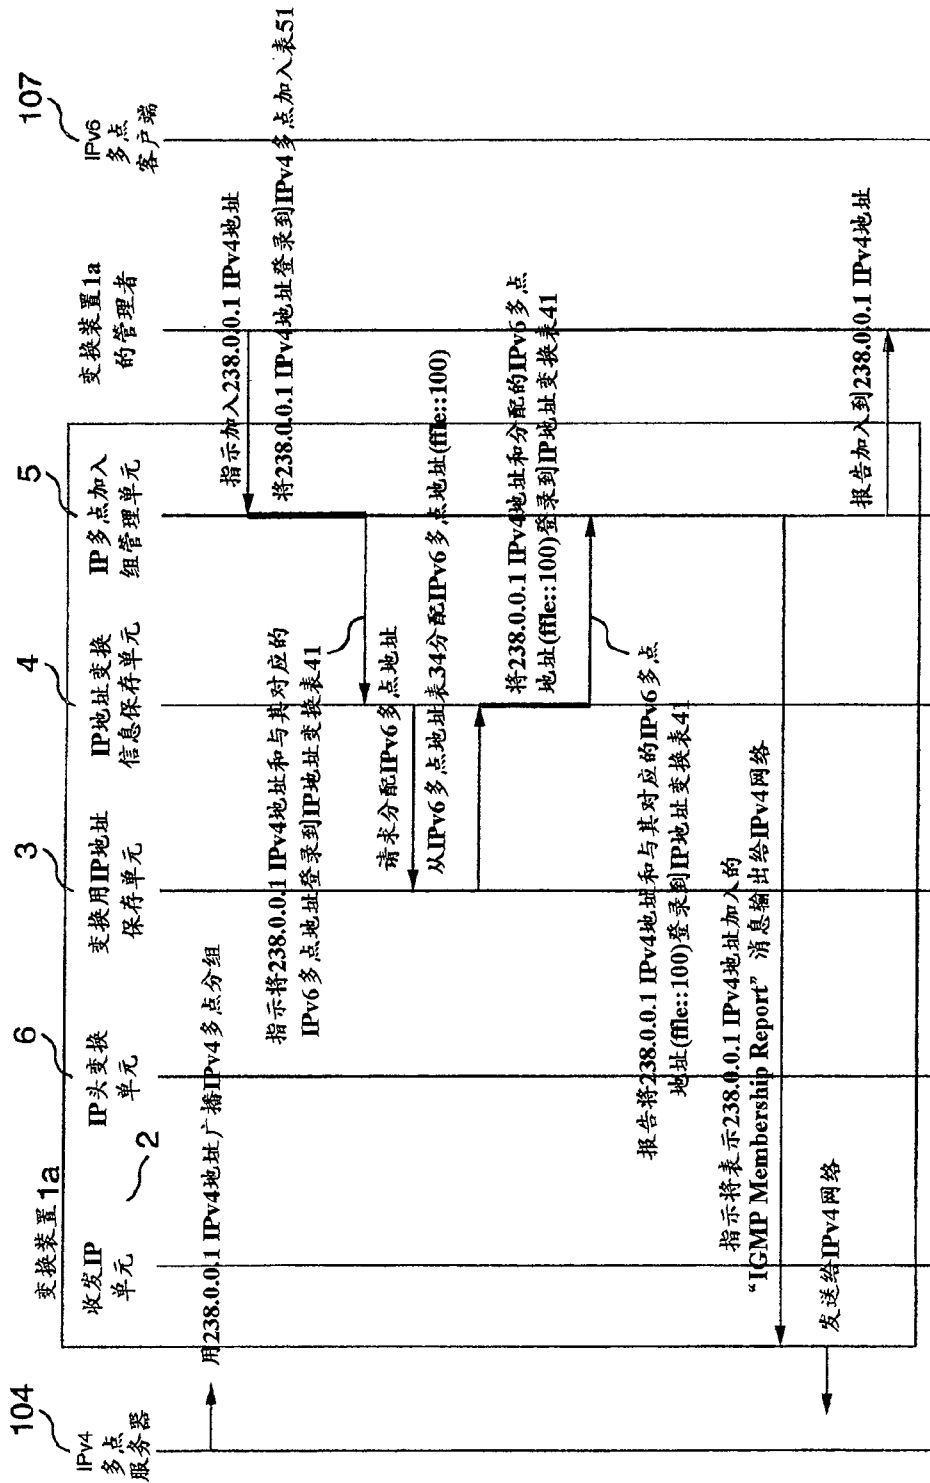 104
IPv4
多点
服务器
变换装置1a
收发IP
单元
2
6
IP头变换
单元
3
变换用IP地址
保存单元
4
IP地址变换
信息保存单元
5
IP多点加入
组管理单元
变换装置1a
的管理者
107
IPv6
多点
客户端
用238.0.0.1 IPv4地址广播IPv4多点分组
指示加入238.0.0.1 IPv4地址
将238.0.0.1 IPv4地址登录到IPv4多点加入表51
指示将238.0.0.1 IPv4地址和与其对应的
IPv6多点地址登录到IP地址变换表41
请求分配IPv6多点地址
从IPv6多点地址表34分配IPv6多点地址(ffle::100)
将238.0.0.1 IPv4地址和分配的IPv6多点
地址(ffle::100)登录到IP地址变换表41
报告将238.0.0.1 IPv4地址和与其对应的IPv6多点
地址(ffle::100)登录到IP地址变换表41
指示将表示238.0.0.1 IPv4地址加入的
“IGMP Membership Report”消息输出给IPv4网络
发送给IPv4网络
报告加入到238.0.0.1 IPv4地址